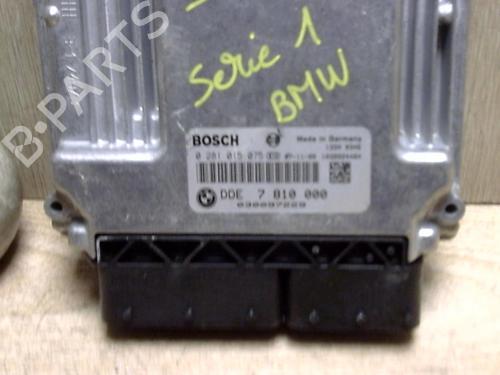 B-PARTS
Serie 1
BMW
BOSCH
Made in Germany
0 281 015 075
DDE 7 810 000